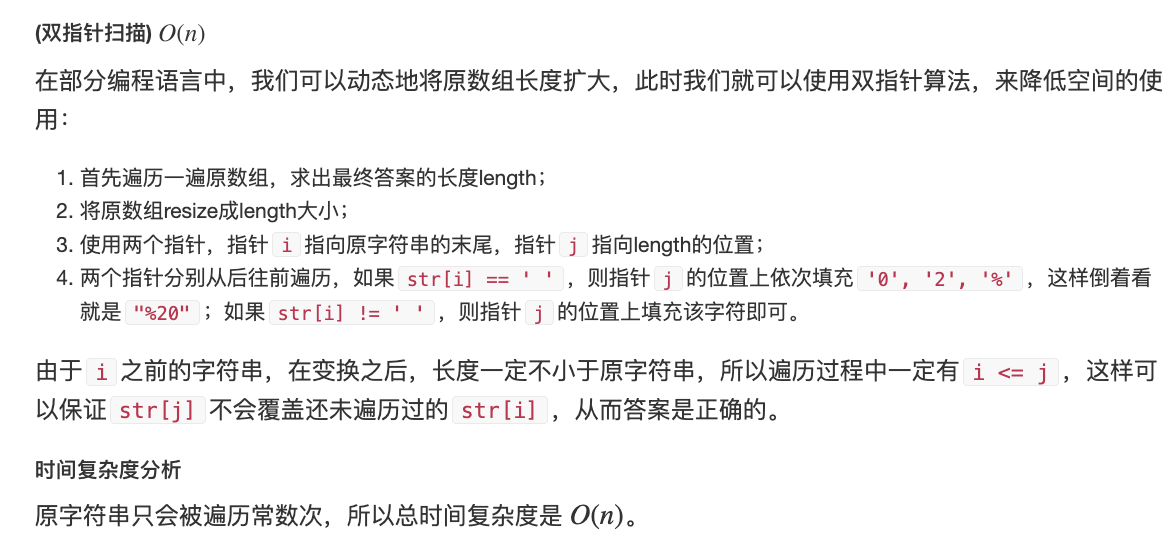 (双指针扫描) O(n)
在部分编程语言中，我们可以动态地将原数组长度扩大，此时我们就可以使用双指针算法，来降低空间的使
用：
1. 首先遍历一遍原数组，求出最终答案的长度length；
2. 将原数组resize成length大小；
3. 使用两个指针，指针 i 指向原字符串的末尾，指针 j 指向length的位置；
4. 两个指针分别从后往前遍历，如果 str[i] == ' ' ，则指针 j 的位置上依次填充 '0', '2', '%' ，这样倒着看
就是 "%20" ；如果 str[i] != ' ' ，则指针 j 的位置上填充该字符即可。
由于 i 之前的字符串，在变换之后，长度一定不小于原字符串，所以遍历过程中一定有 i <= j ，这样可
以保证 str[j] 不会覆盖还未遍历过的 str[i] ，从而答案是正确的。
时间复杂度分析
原字符串只会被遍历常数次，所以总时间复杂度是 O(n)。